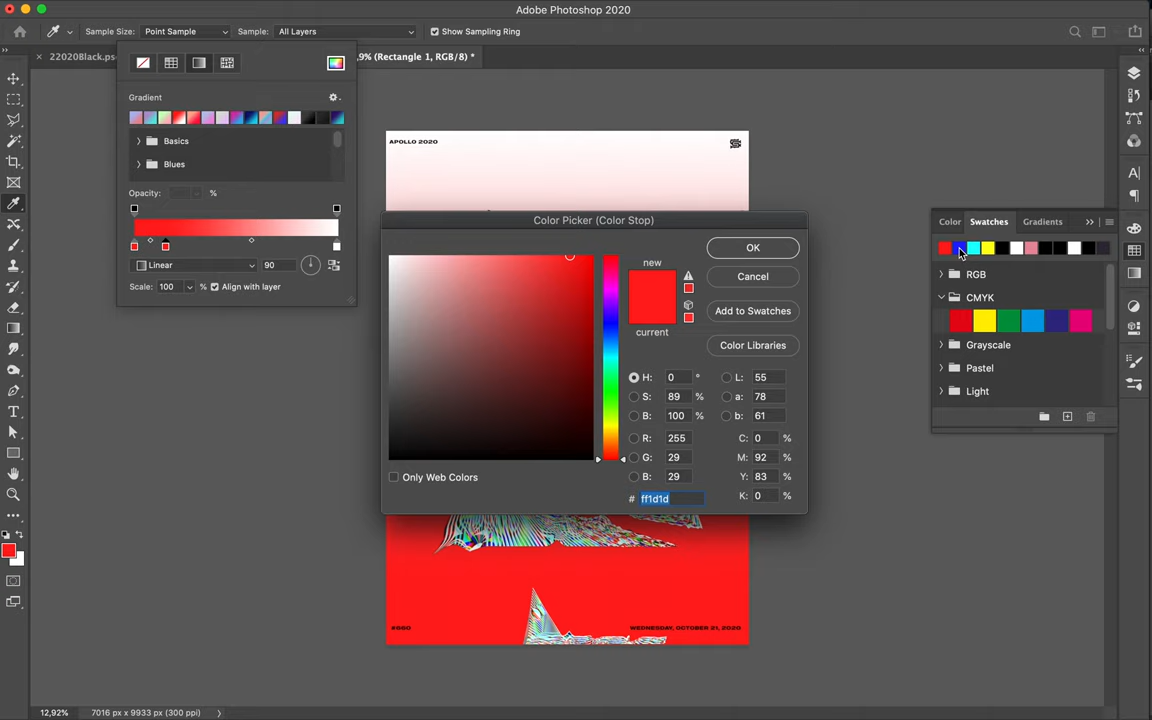 Adobe Photoshop 2020
Sample Size: Point Sample Sample: All Layers Show Sampling Ring
22020Black.ps ,9% (Rectangle 1, RGB/8) *
Gradient
Basics
Blues
Opacity: %
Linear 90
Scale: 100 % Align with layer
APOLLO 2020
Color Picker (Color Stop)
new
current
OK
Cancel
Add to Swatches
Color Libraries
H: 0 ° L: 55
S: 89 % a: 78
B: 100 % b: 61
R: 255 C: 0 %
G: 29 M: 92 %
B: 29 Y: 83 %
# ff1d1d K: 0 %
Only Web Colors
Color Swatches Gradients
RGB
CMYK
Grayscale
Pastel
Light
WEDNESDAY, OCTOBER 21, 2020
12,92% 7016 px x 9933 px (300 ppi)